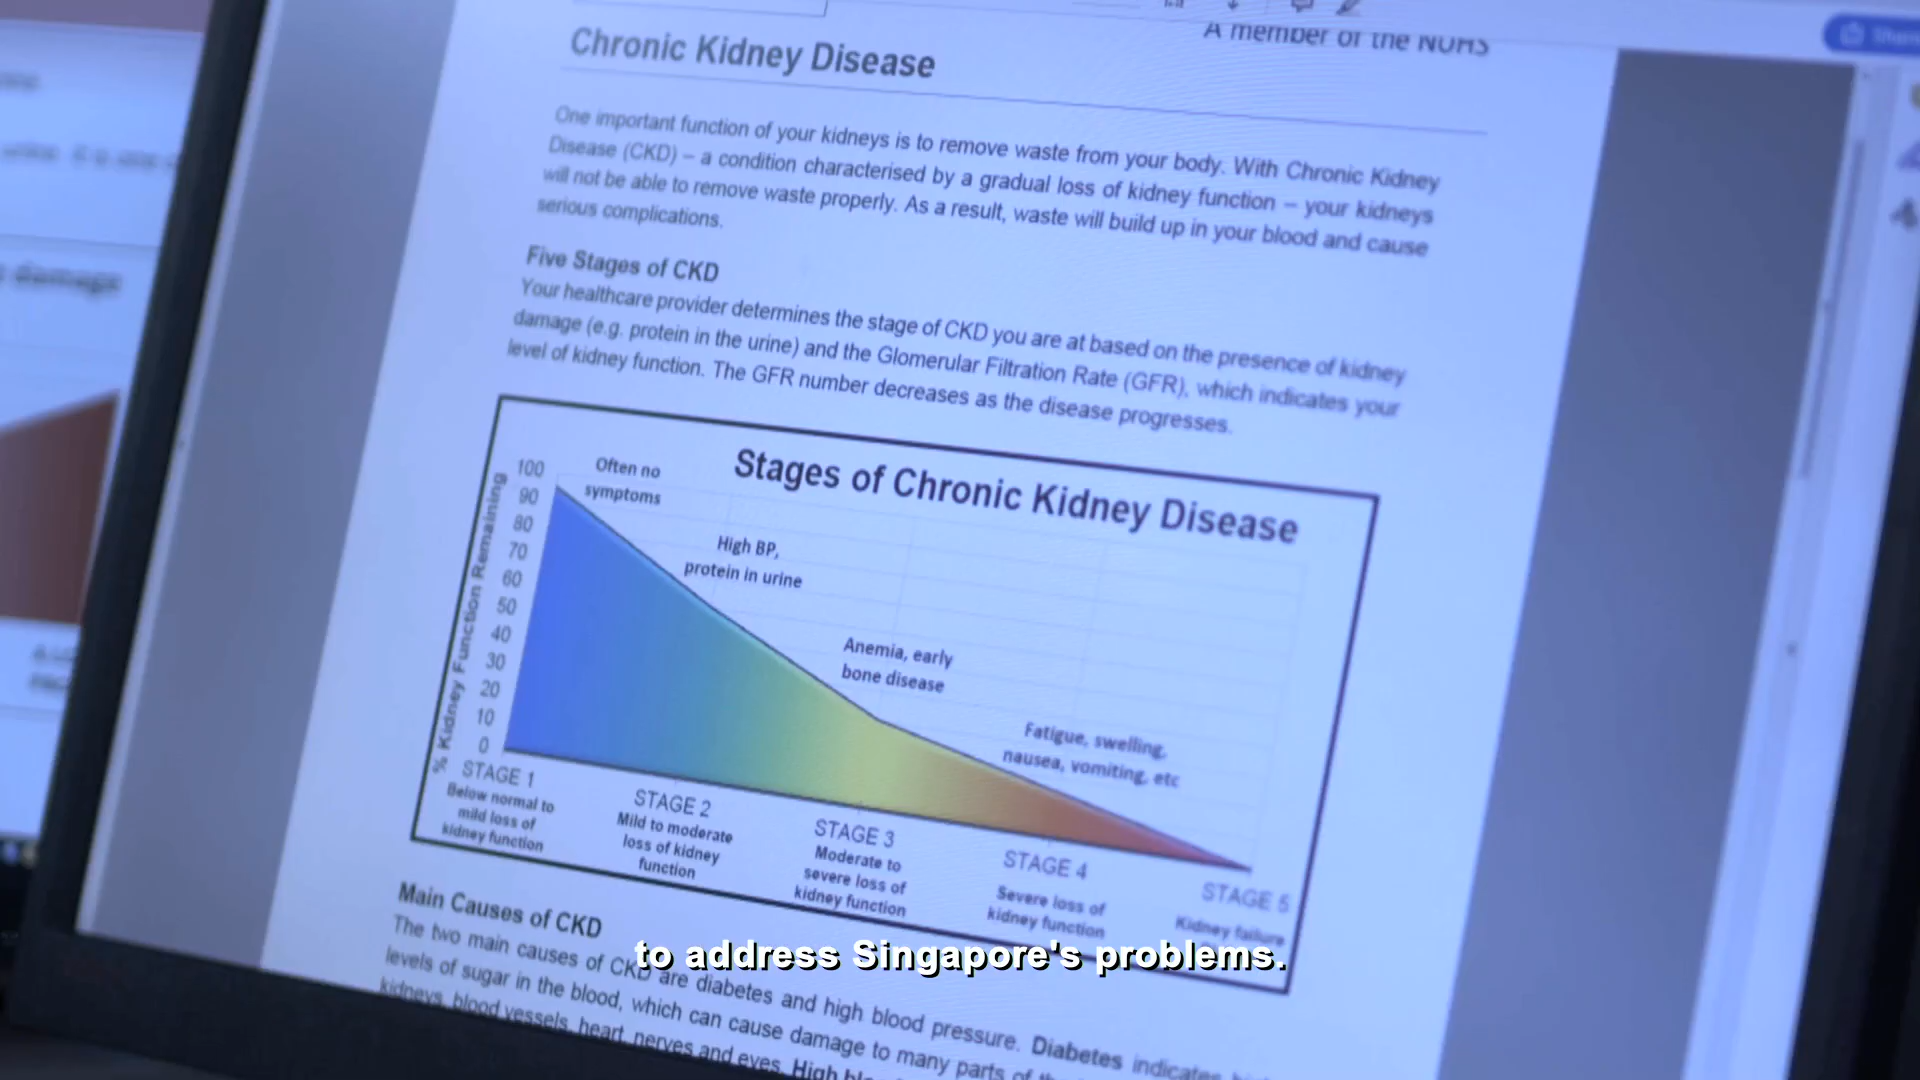 A member of the NUHS
Share
Chronic Kidney Disease
One important function of your kidneys is to remove waste from your body. With Chronic Kidney
Disease (CKD) – a condition characterised by a gradual loss of kidney function – your kidneys
will not be able to remove waste properly. As a result, waste will build up in your blood and cause
serious complications.
Five Stages of CKD
Your healthcare provider determines the stage of CKD you are at based on the presence of kidney
damage (e.g. protein in the urine) and the Glomerular Filtration Rate (GFR), which indicates your
level of kidney function. The GFR number decreases as the disease progresses.
Stages of Chronic Kidney Disease
% Kidney Function Remaining
100
90
80
70
60
50
40
30
20
10
0
Often no
symptoms
High BP,
protein in urine
Anemia, early
bone disease
Fatigue, swelling,
nausea, vomiting, etc
STAGE 1
Below normal to
mild loss of
kidney function
STAGE 2
Mild to moderate
loss of kidney
function
STAGE 3
Moderate to
severe loss of
kidney function
STAGE 4
Severe loss of
kidney function
STAGE 5
Kidney failure
Main Causes of CKD
The two main causes of CKD are diabetes and high blood pressure. Diabetes indicates
levels of sugar in the blood, which can cause damage to many parts of
kidneys, blood vessels, heart, nerves and eyes. High
damage
to address Singapore's problems.